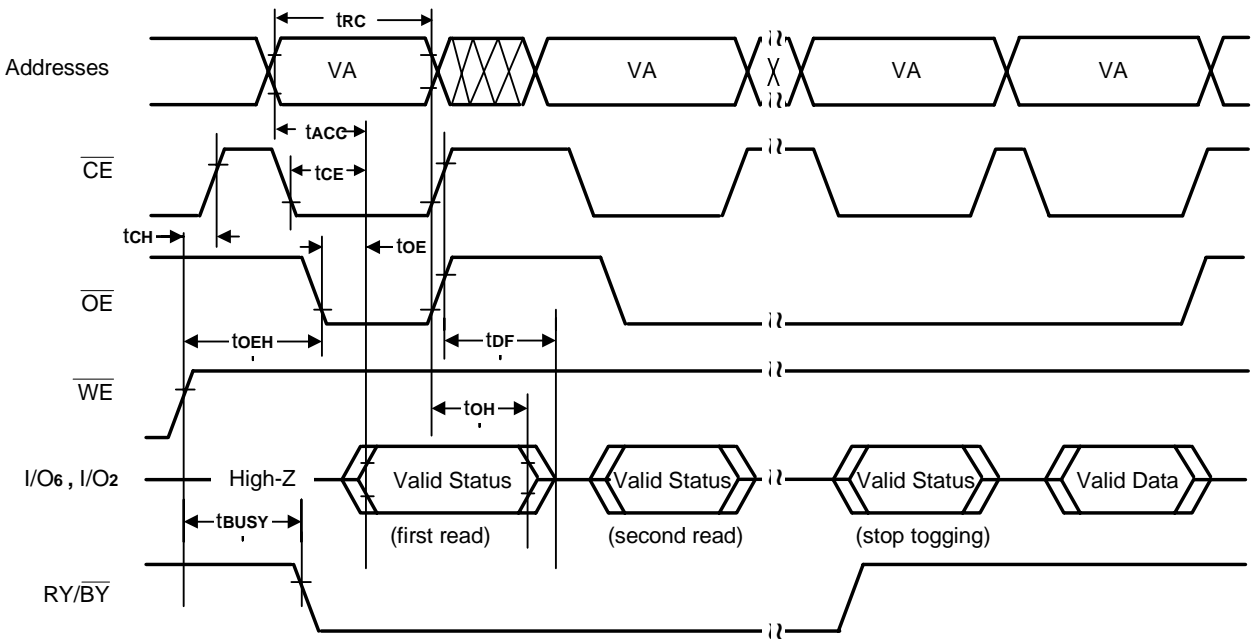 tRC
Addresses VA VA VA VA
tACC
CE tCE
tCH tOE
OE
tOEH tDF
WE
tOH
I/O6 , I/O2 High-Z Valid Status Valid Status Valid Status Valid Data
tBUSY (first read) (second read) (stop togging)
RY/BY